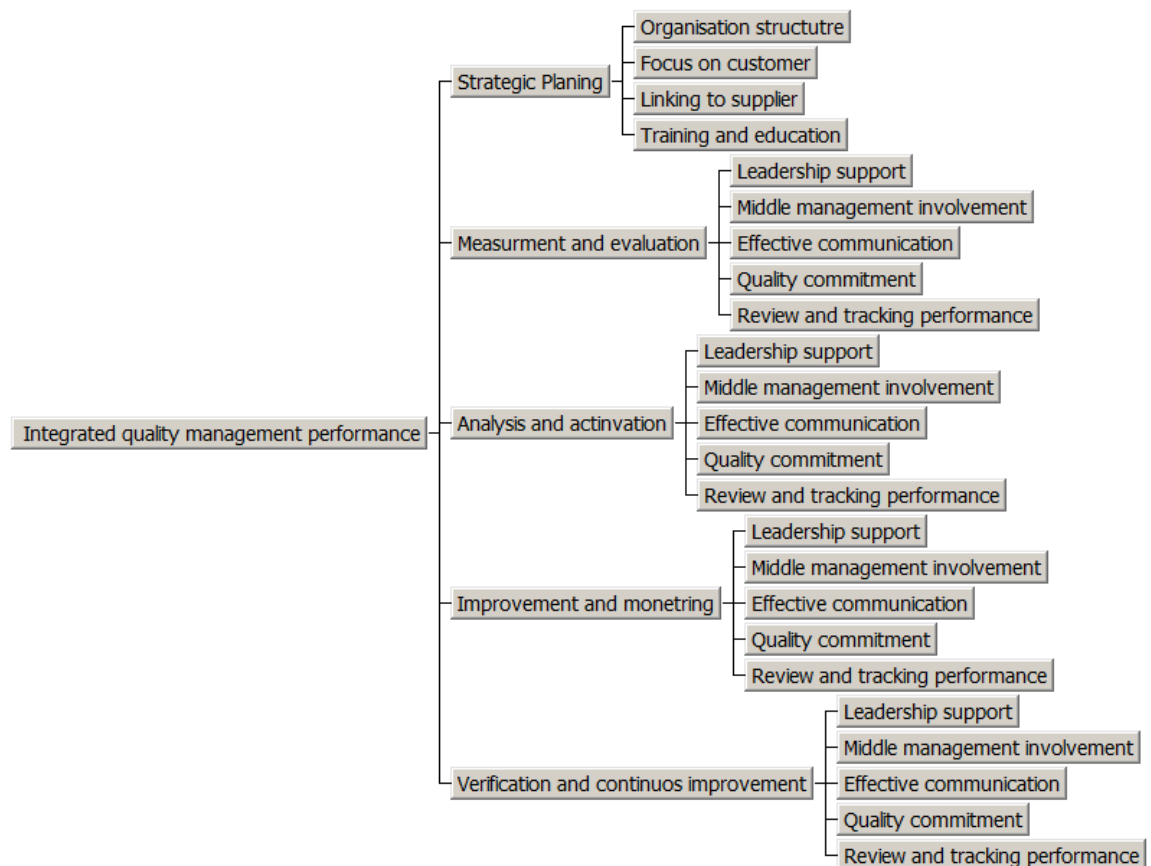 Organisation structutre
Strategic Planing
Focus on customer
Linking to supplier
Training and education
Leadership support
Middle management involvement
Measurment and evaluation
Effective communication
Quality commitment
Review and tracking performance
Leadership support
Middle management involvement
Analysis and actinvation
Effective communication
Integrated quality management performance
Quality commitment
Review and tracking performance
Leadership support
Middle management involvement
Improvement and monetring
Effective communication
Quality commitment
Review and tracking performance
Leadership support
Middle management involvement
Verification and continuos improvement
Effective communication
Quality commitment
Review and tracking performance